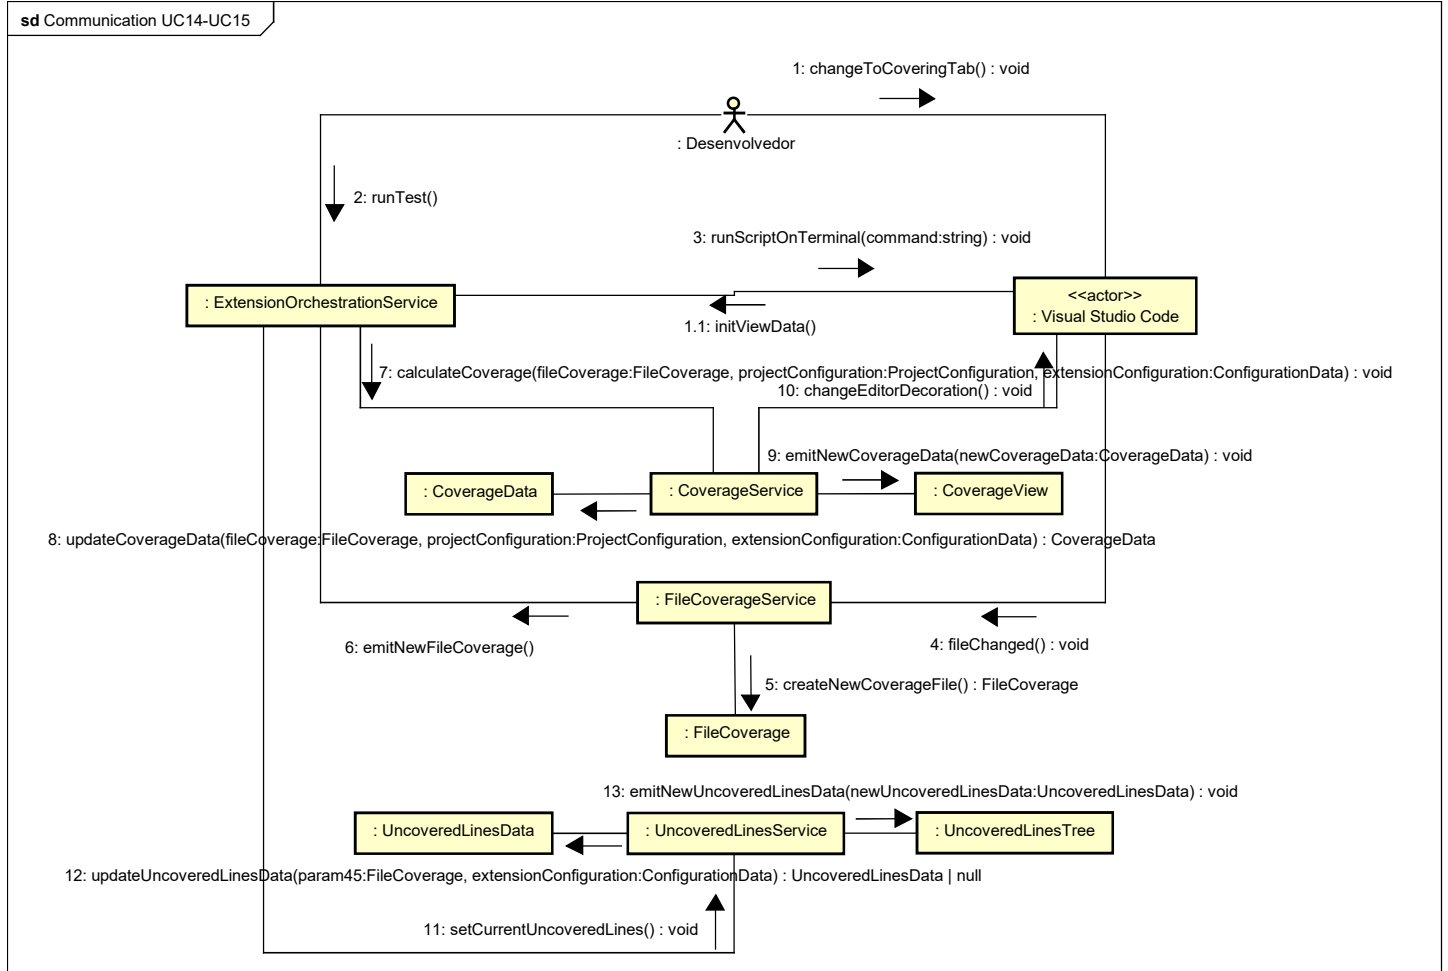 sd Communication UC14-UC15
1: changeToCoveringTab() : void
: Desenvolvedor
2: runTest()
3: runScriptOnTerminal(command:string) : void
: ExtensionOrchestrationService
<<actor>>
: Visual Studio Code
1.1: initViewData()
7: calculateCoverage(fileCoverage:FileCoverage, projectConfiguration:ProjectConfiguration, extensionConfiguration:ConfigurationData) : void
10: changeEditorDecoration() : void
9: emitNewCoverageData(newCoverageData:CoverageData) : void
: CoverageData
: CoverageService
: CoverageView
8: updateCoverageData(fileCoverage:FileCoverage, projectConfiguration:ProjectConfiguration, extensionConfiguration:ConfigurationData) : CoverageData
: FileCoverageService
6: emitNewFileCoverage()
4: fileChanged() : void
5: createNewCoverageFile() : FileCoverage
: FileCoverage
13: emitNewUncoveredLinesData(newUncoveredLinesData:UncoveredLinesData) : void
: UncoveredLinesData
: UncoveredLinesService
: UncoveredLinesTree
12: updateUncoveredLinesData(param45:FileCoverage, extensionConfiguration:ConfigurationData) : UncoveredLinesData | null
11: setCurrentUncoveredLines() : void